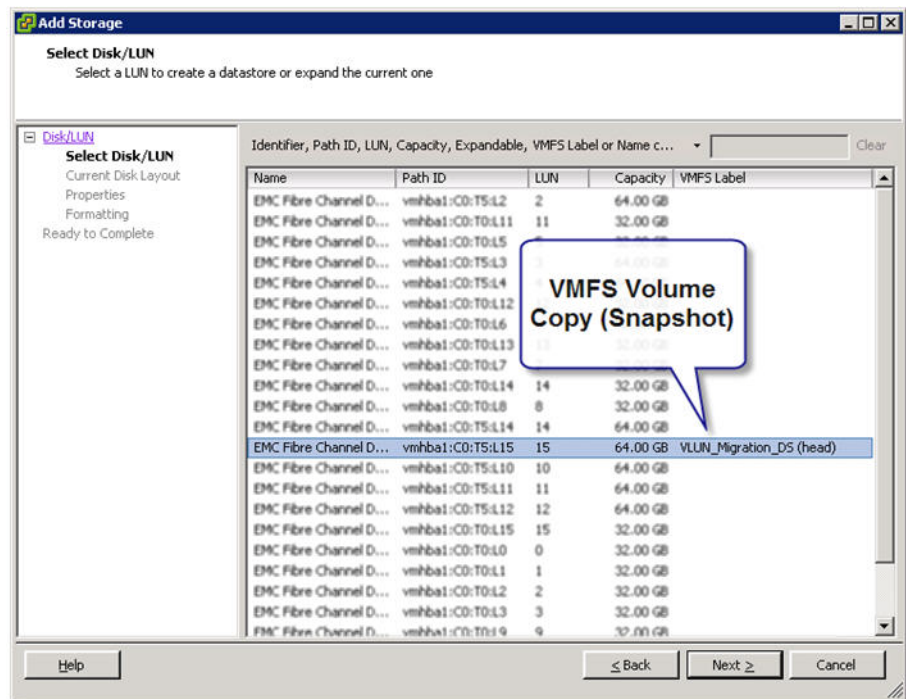 Add Storage
Select Disk/LUN
Select a LUN to create a datastore or expand the current one
Disk/LUN
Select Disk/LUN
Current Disk Layout
Properties
Formatting
Ready to Complete
Identifier, Path ID, LUN, Capacity, Expandable, VMFS Label or Name c... Clear
Name Path ID LUN Capacity VMFS Label
EMC Fibre Channel D... vmhba1:C0:T5:L2 2 64.00 GB
EMC Fibre Channel D... vmhba1:C0:T0:L11 11 32.00 GB
EMC Fibre Channel D... vmhba1:C0:T0:L5
EMC Fibre Channel D... vmhba1:C0:T5:L3
EMC Fibre Channel D... vmhba1:C0:T5:L4
EMC Fibre Channel D... vmhba1:C0:T0:L12
EMC Fibre Channel D... vmhba1:C0:T0:L6
EMC Fibre Channel D... vmhba1:C0:T0:L13
EMC Fibre Channel D... vmhba1:C0:T0:L7
VMFS Volume
Copy (Snapshot)
EMC Fibre Channel D... vmhba1:C0:T0:L14 14 32.00 GB
EMC Fibre Channel D... vmhba1:C0:T0:L8 8 32.00 GB
EMC Fibre Channel D... vmhba1:C0:T5:L14 14 64.00 GB
EMC Fibre Channel D... vmhba1:C0:T5:L15 15 64.00 GB VLUN_Migration_DS (head)
EMC Fibre Channel D... vmhba1:C0:T5:L10 10 64.00 GB
EMC Fibre Channel D... vmhba1:C0:T5:L11 11 64.00 GB
EMC Fibre Channel D... vmhba1:C0:T5:L12 12 64.00 GB
EMC Fibre Channel D... vmhba1:C0:T0:L15 15 32.00 GB
EMC Fibre Channel D... vmhba1:C0:T0:L0 0 32.00 GB
EMC Fibre Channel D... vmhba1:C0:T0:L1 1 32.00 GB
EMC Fibre Channel D... vmhba1:C0:T0:L2 2 32.00 GB
EMC Fibre Channel D... vmhba1:C0:T0:L3 3 32.00 GB
EMC Fibre Channel D... vmhba1:C0:T0:L9 9 32.00 GB
Help ≤ Back Next ≥ Cancel